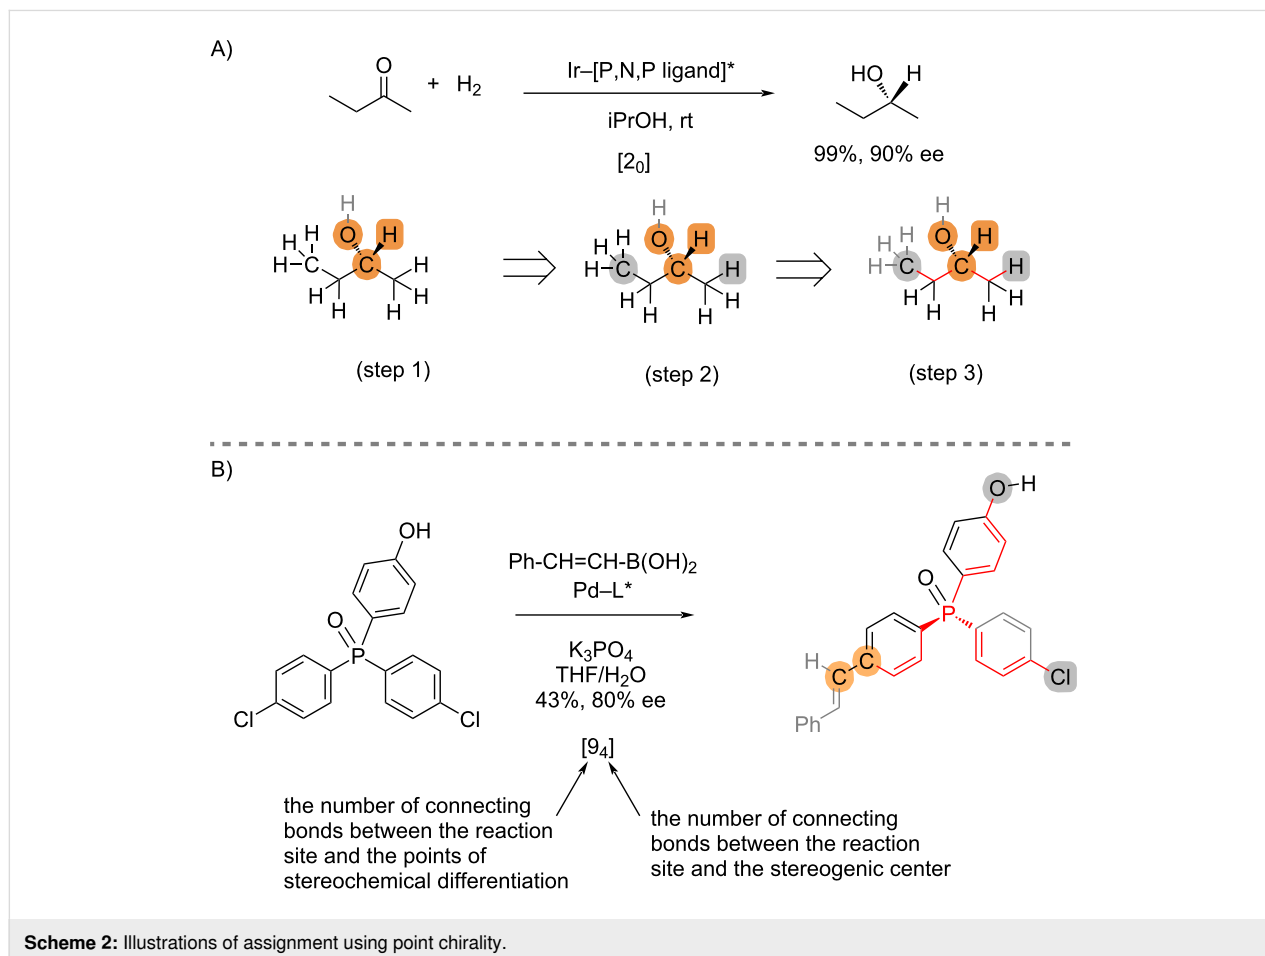 A)
O
+ H2
Ir–[P,N,P ligand]*
iPrOH, rt
[2₀]
HO H
99%, 90% ee
H
H H O H
H C C H
H H H H
(step 1)
H
H H O H
H C C H
H H H H
(step 2)
H
H H O H
H C C H
H H H H
(step 3)
B)
OH
O
P
Cl Cl
Ph-CH=CH-B(OH)₂
Pd–L*
K₃PO₄
THF/H₂O
43%, 80% ee
[9₄]
O H
O
P
H C C
Cl
Ph
the number of connecting
bonds between the reaction
site and the points of
stereochemical differentiation
the number of connecting
bonds between the reaction
site and the stereogenic center
Scheme 2: Illustrations of assignment using point chirality.